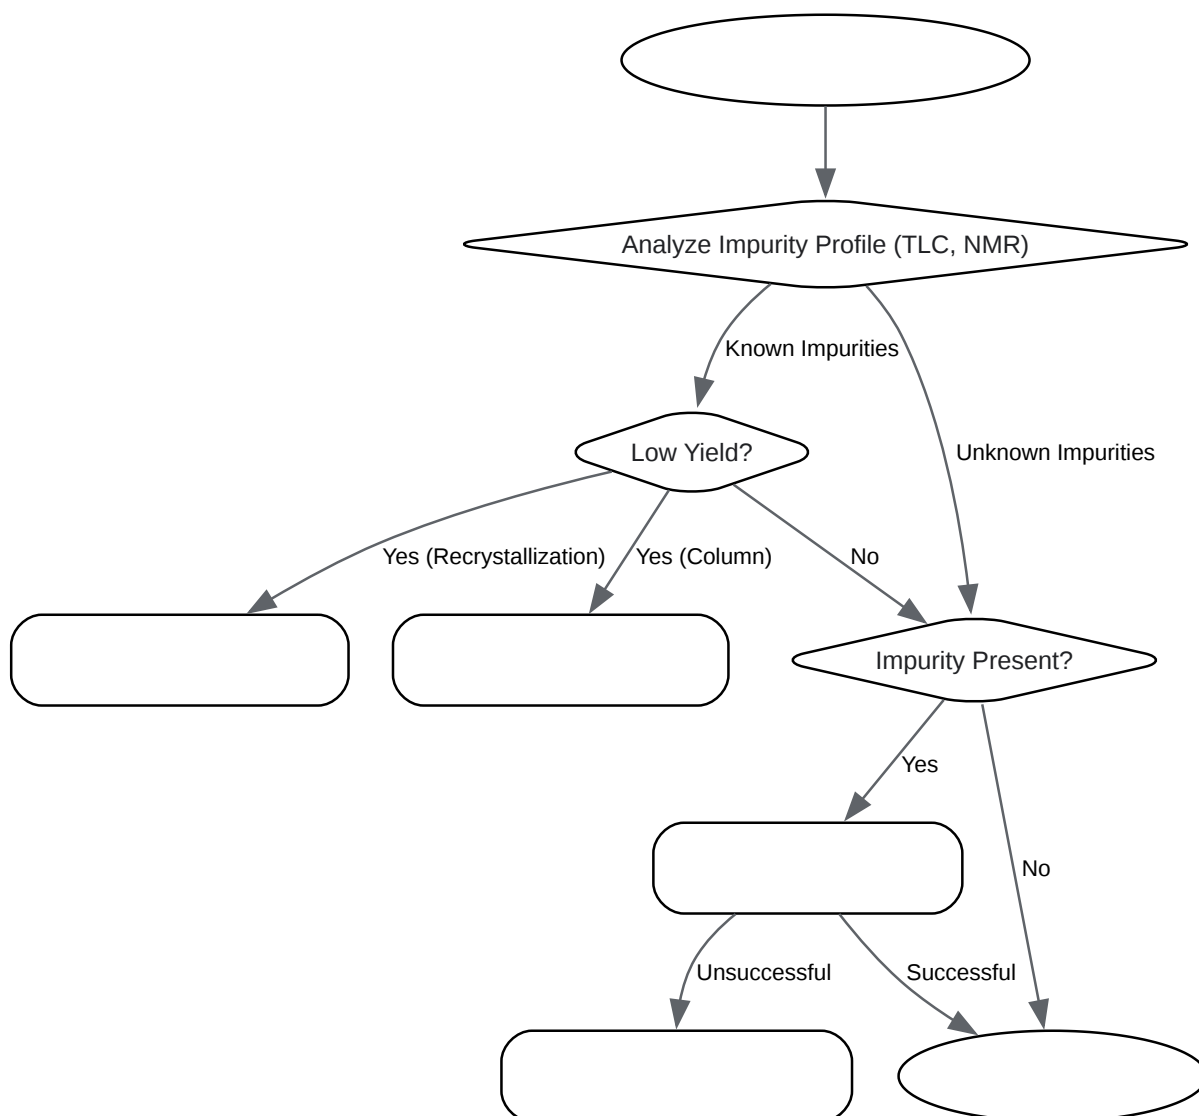 Analyze Impurity Profile (TLC, NMR)
Known Impurities
Low Yield?
Unknown Impurities
Yes (Recrystallization)
Yes (Column)
No
Impurity Present?
Yes
No
Unsuccessful
Successful